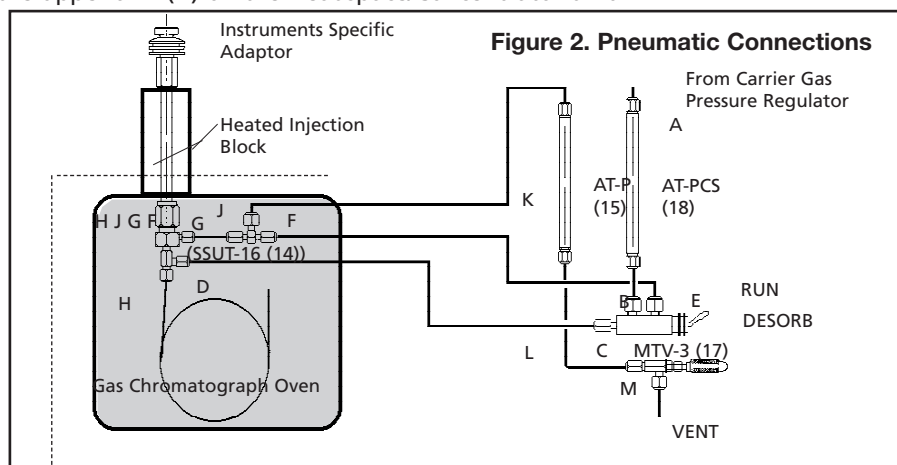 Instruments Specific
Adaptor
Figure 2. Pneumatic Connections
From Carrier Gas
Pressure Regulator
A
Heated Injection
Block
K
AT-P
(15)
AT-PCS
(18)
H J G F
J
G
F
(SSUT-16 (14))
D
H
B
E
RUN
DESORB
L
C
MTV-3 (17)
M
Gas Chromatograph Oven
VENT